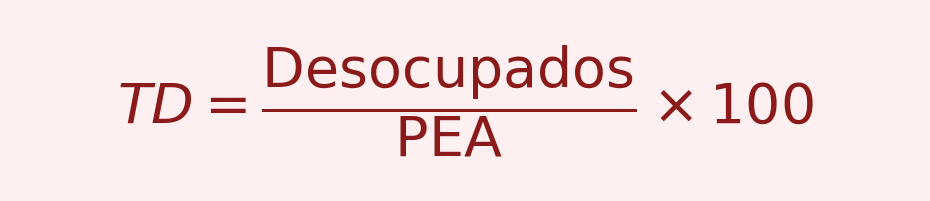 TD = Desocupados / PEA × 100